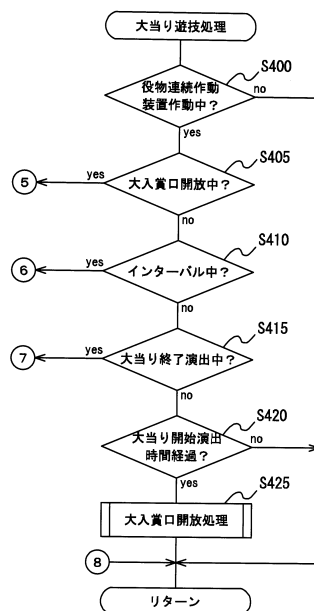 大当り遊技処理
S400
役物連続作動
装置作動中？
no
yes
S405
大入賞口開放中？
yes
5
no
S410
インターバル中？
yes
6
no
S415
大当り終了演出中？
yes
7
no
S420
大当り開始演出
時間経過？
no
yes
S425
大入賞口開放処理
8
リターン